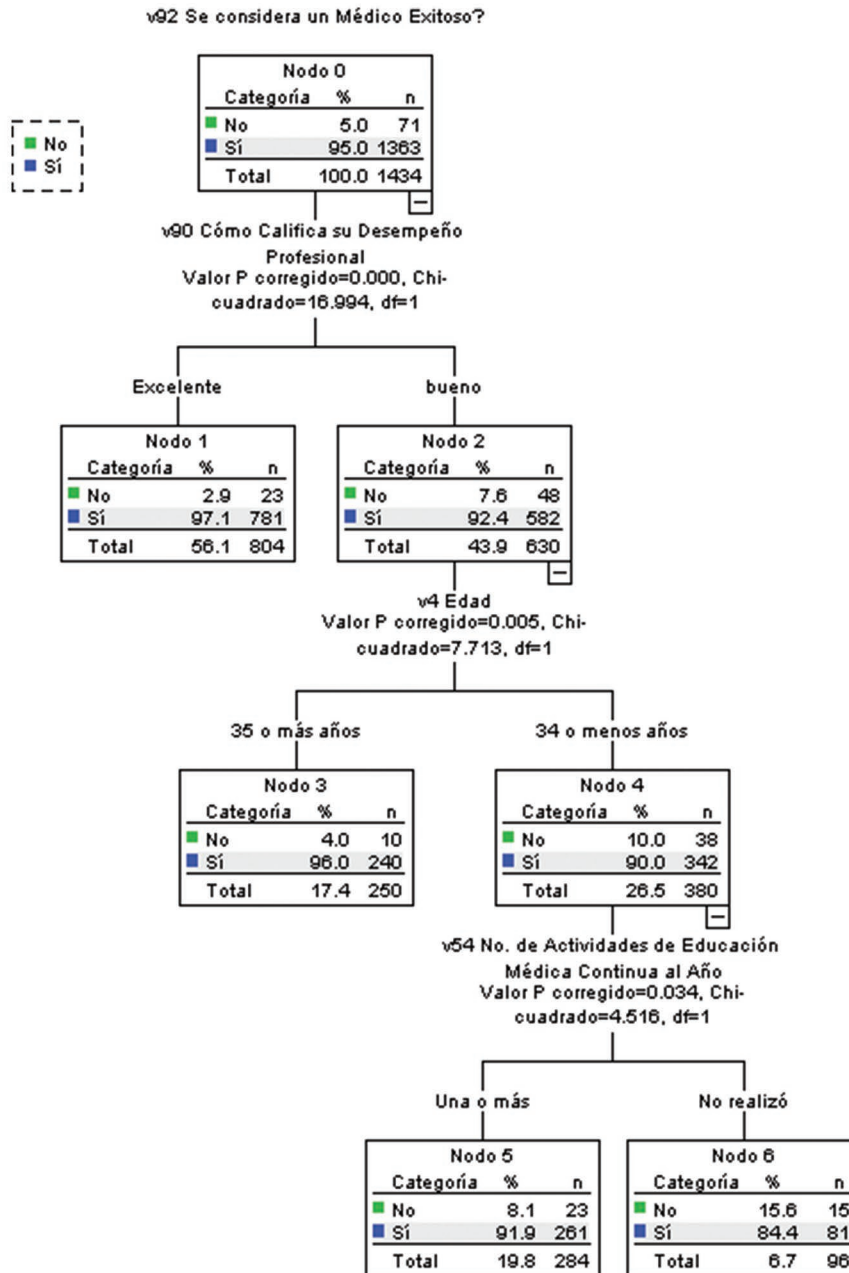 v92 Se considera un Médico Exitoso?
No
Sí
Nodo 0
Categoría % n
No 5.0 71
Sí 95.0 1363
Total 100.0 1434
v90 Cómo Califica su Desempeño
Profesional
Valor P corregido=0.000, Chi-
cuadrado=16.994, df=1
Excelente
bueno
Nodo 1
Categoría % n
No 2.9 23
Sí 97.1 781
Total 56.1 804
Nodo 2
Categoría % n
No 7.6 48
Sí 92.4 582
Total 43.9 630
v4 Edad
Valor P corregido=0.005, Chi-
cuadrado=7.713, df=1
35 o más años
34 o menos años
Nodo 3
Categoría % n
No 4.0 10
Sí 96.0 240
Total 17.4 250
Nodo 4
Categoría % n
No 10.0 38
Sí 90.0 342
Total 26.5 380
v54 No. de Actividades de Educación
Médica Continua al Año
Valor P corregido=0.034, Chi-
cuadrado=4.516, df=1
Una o más
No realizó
Nodo 5
Categoría % n
No 8.1 23
Sí 91.9 261
Total 19.8 284
Nodo 6
Categoría % n
No 15.6 15
Sí 84.4 81
Total 6.7 96